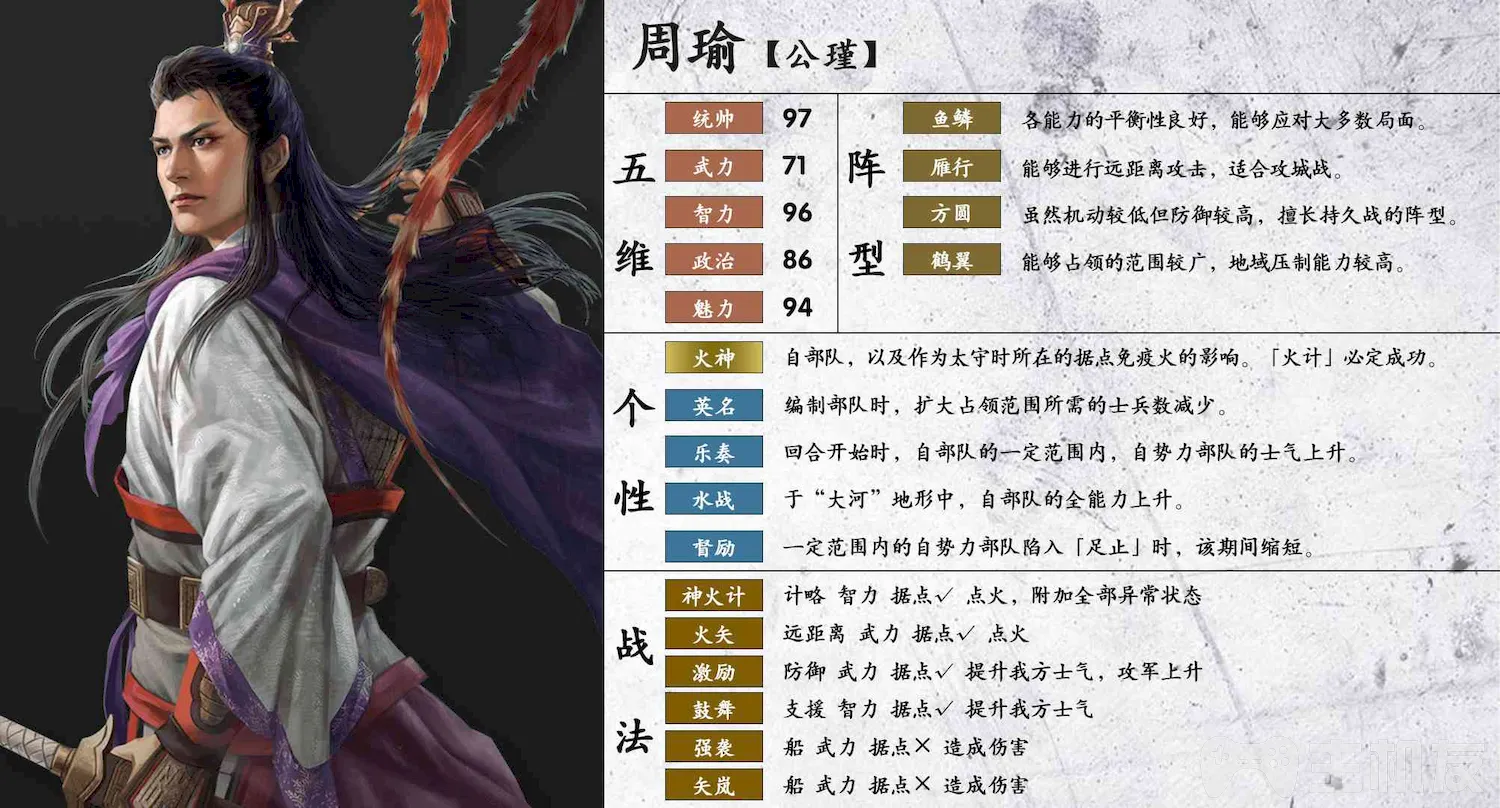 周瑜【公瑾】
五维
统帅 97
武力 71
智力 96
政治 86
魅力 94
阵型
鱼鳞 各能力的平衡性良好，能够应对大多数局面。
雁行 能够进行远距离攻击，适合攻城战。
方圆 虽然机动较低但防御较高，擅长持久战的阵型。
鹤翼 能够占领的范围较广，地域压制能力较高。
个性
火神 自部队，以及作为太守时所在的据点免疫火的影响。「火计」必定成功。
英名 编制部队时，扩大占领范围所需的士兵数减少。
乐奏 回合开始时，自部队的一定范围内，自势力部队的士气上升。
水战 于“大河”地形中，自部队的全能力上升。
督励 一定范围内的自势力部队陷入「足止」时，该期间缩短。
战法
神火计 计略 智力 据点✓ 点火，附加全部异常状态
火矢 远距离 武力 据点✓ 点火
激励 防御 武力 据点✓ 提升我方士气，攻军上升
鼓舞 支援 智力 据点✓ 提升我方士气
强袭 船 武力 据点✕ 造成伤害
矢岚 船 武力 据点✕ 造成伤害